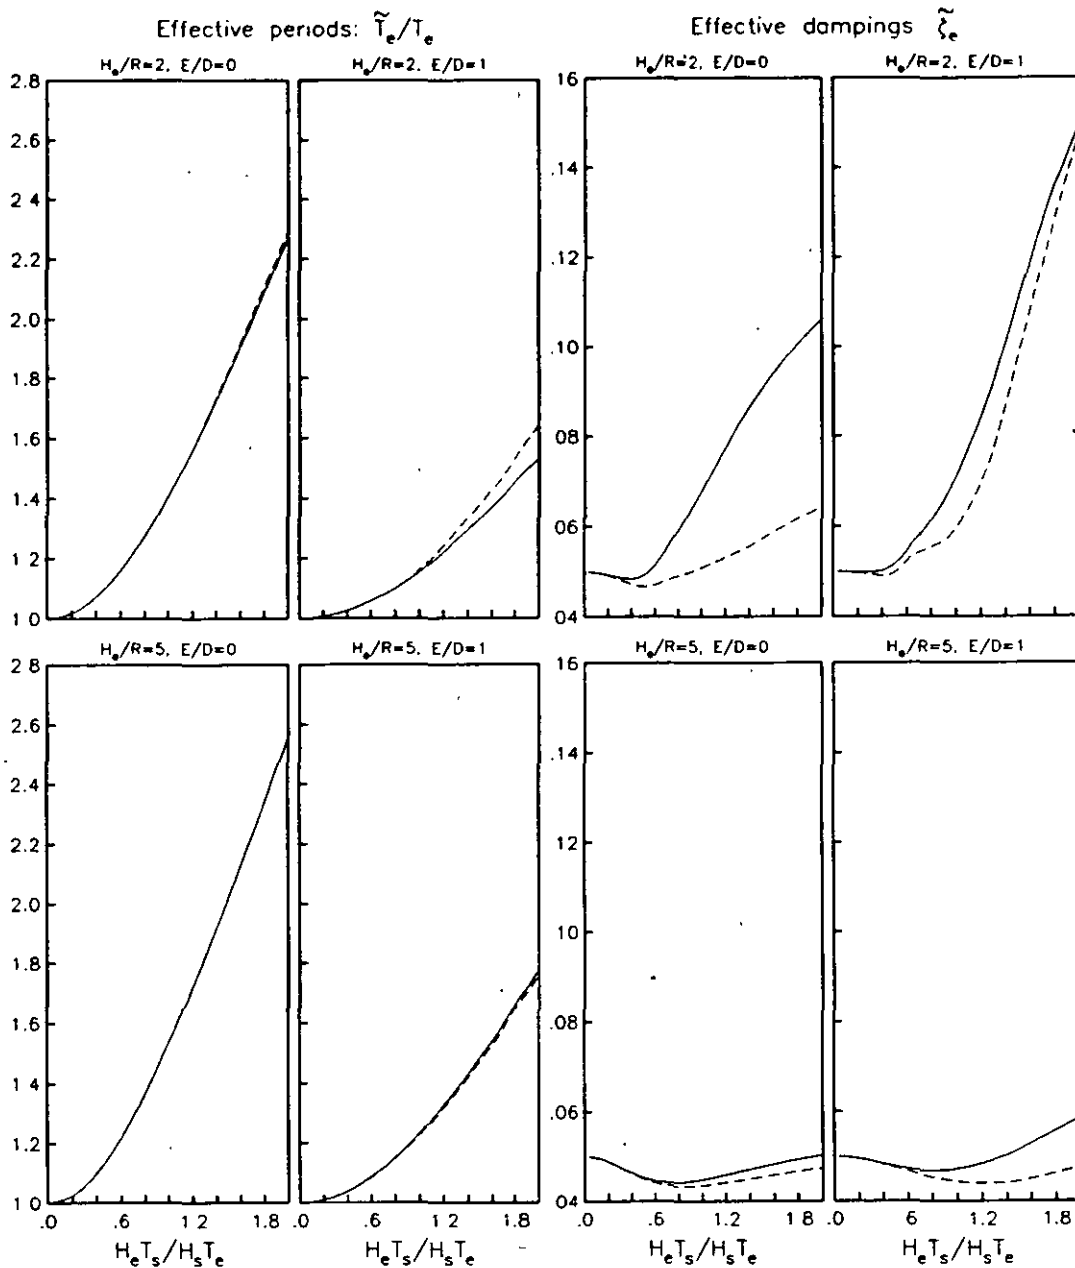 Effective periods: T̃e/Te
Effective dampings ζ̃e
He/R=2. E/D=0
He/R=2. E/D=1
He/R=2. E/D=0
He/R=2. E/D=1
2.8
2.6
2.4
2.2
2.0
1.8
1.6
1.4
1.2
1 0
16
.14
.12
.10
08
06
04
He/R=5. E/D=0
He/R=5. E/D=1
He/R=5. E/D=0
He/R=5. E/D=1
2.8
2.6
2.4
2.2
2.0
1.8
1.6
1.4
1.2
1 0
16
.14
12
10
.08
.06
04
.0 .6 1.2 1.8
.0 .6 1.2 1.8
.0 .6 1.2 1.8
.0 6 1.2 1.8
HeTs/HsTe
HeTs/HsTe
HeTs/HsTe
HeTs/HsTe